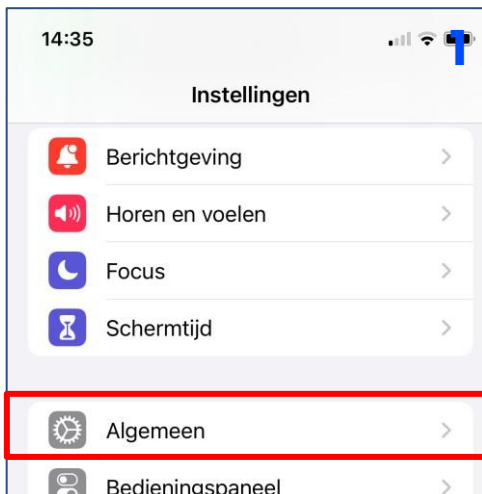 14:35
1
Instellingen
Berichtgeving
Horen en voelen
Focus
Schermtijd
Algemeen
Bedieningspaneel